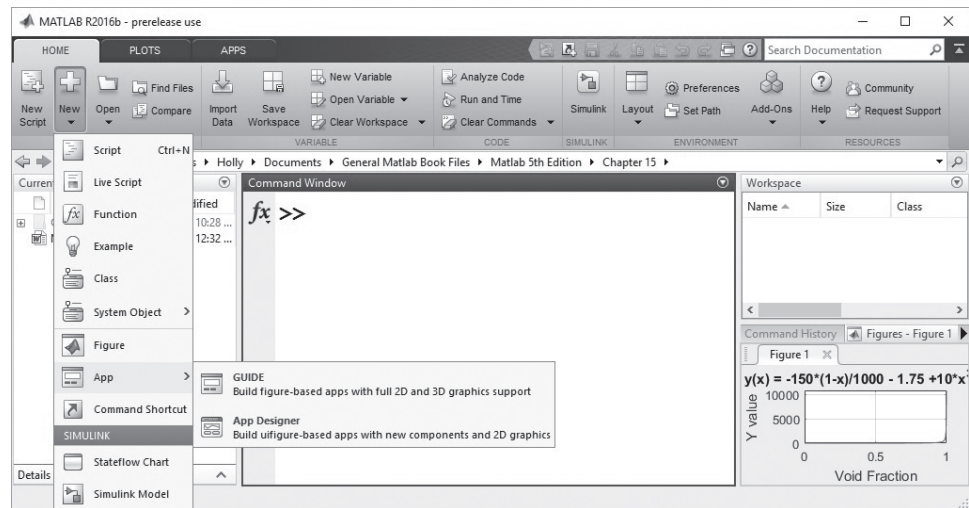 MATLAB R2016b - prerelease use
HOME PLOTS APPS
Search Documentation
New Script
New
Open
Find Files
Compare
Import Data
Save Workspace
New Variable
Open Variable
Clear Workspace
Analyze Code
Run and Time
Clear Commands
Simulink
Layout
Preferences
Set Path
Add-Ons
Help
Community
Request Support
VARIABLE CODE SIMULINK ENVIRONMENT RESOURCES
Holly Documents General Matlab Book Files Matlab 5th Edition Chapter 15
Script Ctrl+N
Live Script
Function
Example
Class
System Object
Figure
App
Command Shortcut
SIMULINK
Stateflow Chart
Simulink Model
GUIDE
Build figure-based apps with full 2D and 3D graphics support
App Designer
Build uifigure-based apps with new components and 2D graphics
10:28 ...
12:32 ...
Details
Command Window
fx >>
Workspace
Name Size Class
Command History Figures - Figure 1
Figure 1
y(x) = -150*(1-x)/1000 - 1.75 +10*x
Y value
10000
5000
0
0 0.5 1
Void Fraction